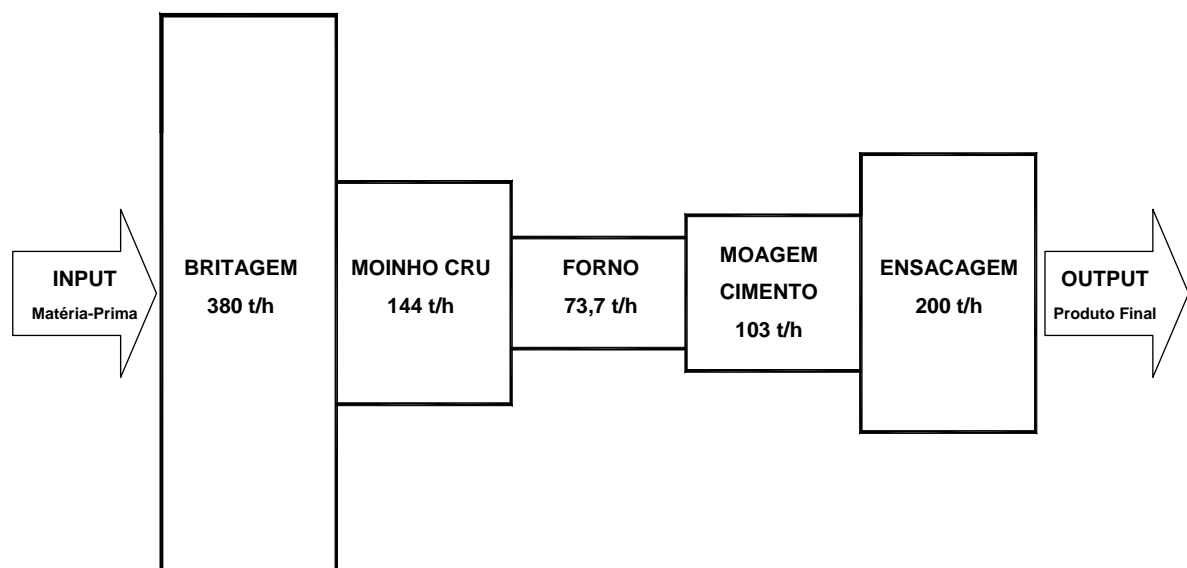 INPUT
Matéria-Prima
BRITAGEM
380 t/h
MOINHO CRU
144 t/h
FORNO
73,7 t/h
MOAGEM
CIMENTO
103 t/h
ENSACAGEM
200 t/h
OUTPUT
Produto Final